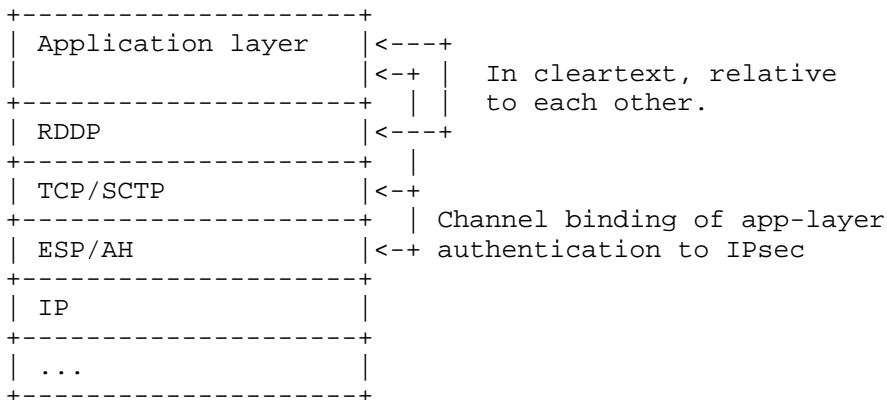 +---------------------+
| Application layer   |<---+
|                     |<-+ |   In cleartext, relative
+---------------------+  | |   to each other.
| RDDP                |<---+
+---------------------+  |
| TCP/SCTP            |<-+
+---------------------+  | Channel binding of app-layer
| ESP/AH              |<-+ authentication to IPsec
+---------------------+
| IP                  |
+---------------------+
| ...                 |
+---------------------+